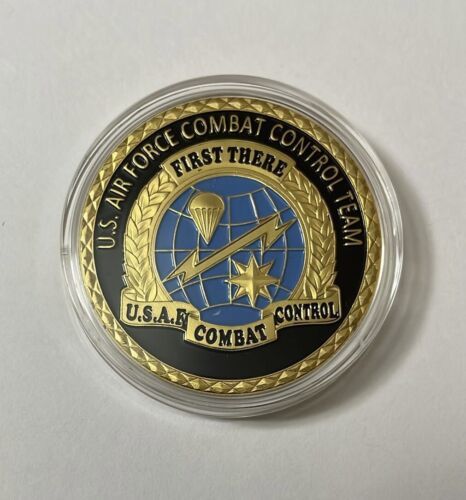 U.S. AIR FORCE COMBAT CONTROL TEAM
FIRST THERE
U.S.A.F COMBAT CONTROL